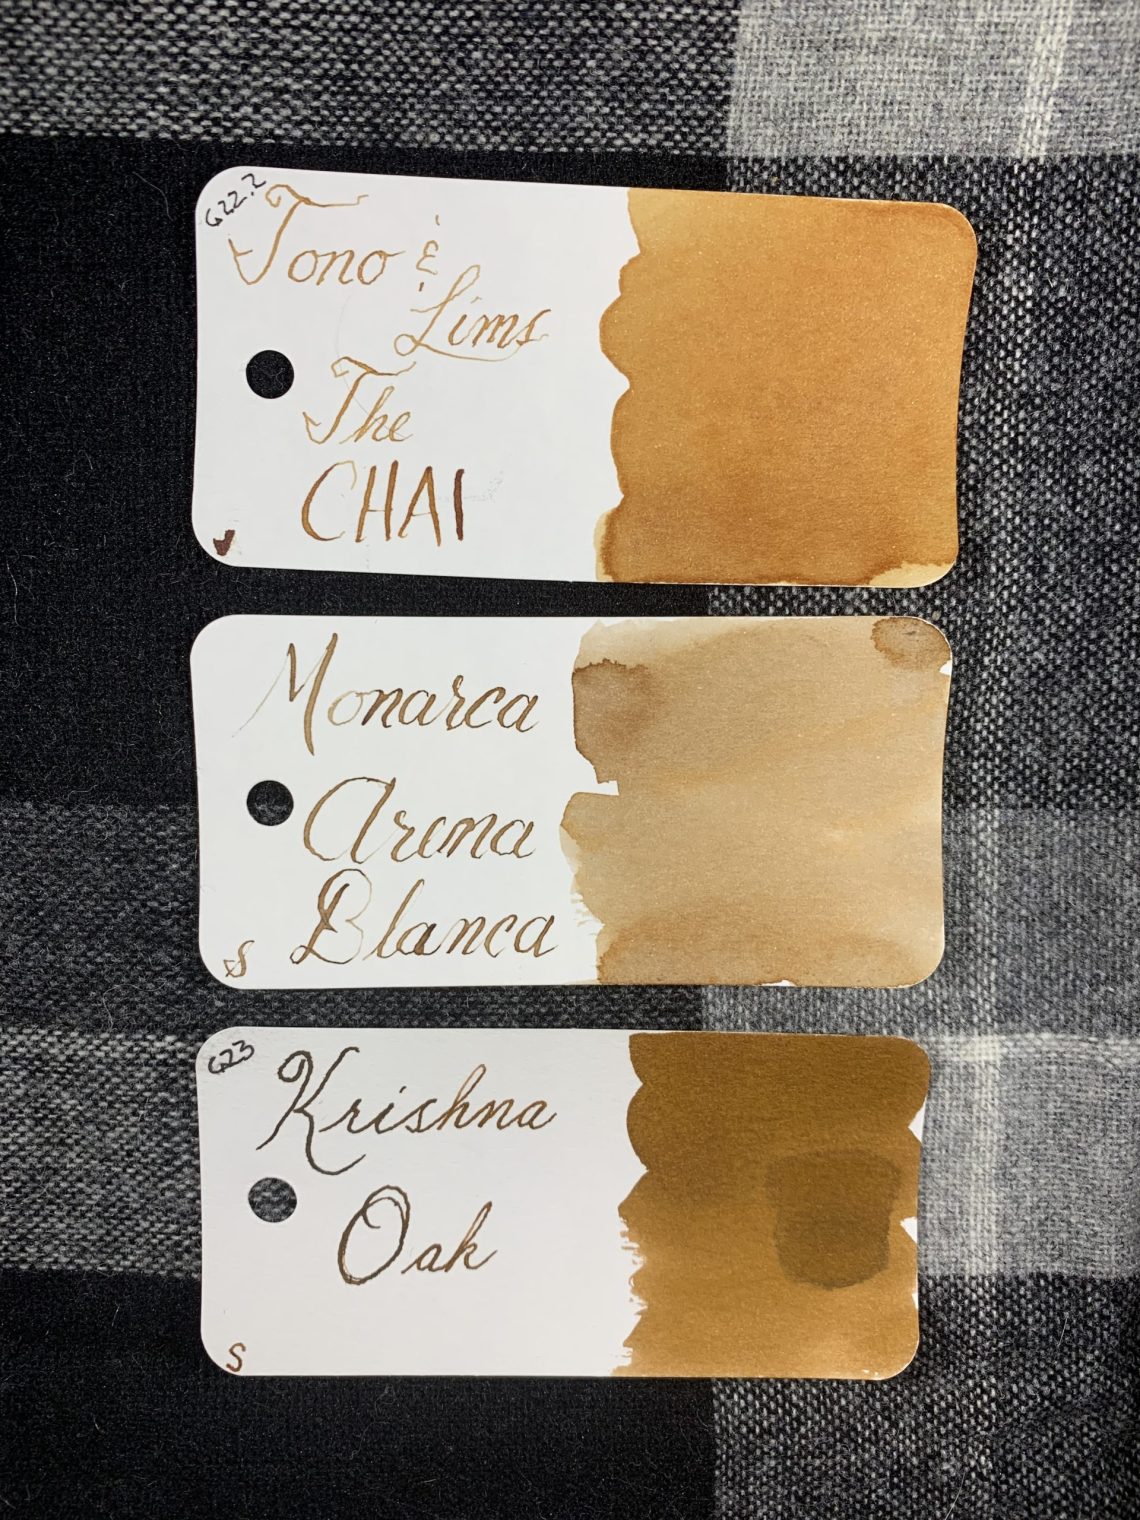 G22.2
Tono &
Lims
The
CHAI
Monarca
Arena
Blanca
S
G23
Krishna
Oak
S